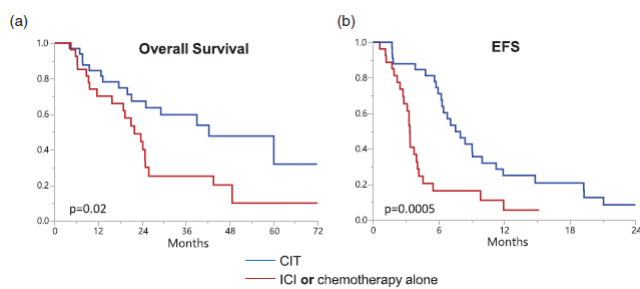 (a)
Overall Survival
1.0
0.8
0.6
0.4
0.2
0.0
p=0.02
0 12 24 36 48 60 72
Months
(b)
EFS
1.0
0.8
0.6
0.4
0.2
0.0
p=0.0005
0 6 12 18 24
Months
CIT
ICI or chemotherapy alone